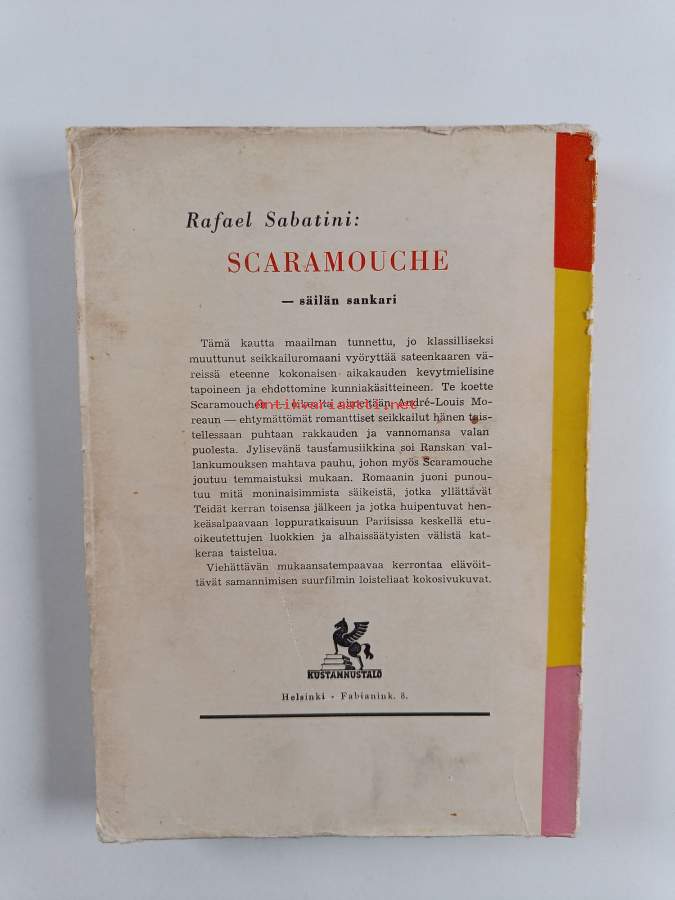 Rafael Sabatini:
SCARAMOUCHE
— säilän sankari
Tämä kautta maailman tunnettu, jo klassilliseksi
muuttunut seikkailuromaani vyöryttää sateenkaaren vä-
reissä eteenne kokonaisen aikakauden kevytmielisine
tapoineen ja ehdottomine kunniakäsitteineen. Te koette
Scaramouchen — oikealta nimeltään André-Louis Mo-
antikvariaatti.net
reaun — ehtymättömät romanttiset seikkailut hänen tais-
tellessaan puhtaan rakkauden ja vannomansa valan
puolesta. Jylisevänä taustamusiikkina soi Ranskan val-
lankumouksen mahtava pauhu, johon myös Scaramouche
joutuu temmaistuksi mukaan. Romaanin juoni punou-
tuu mitä moninaisimmista säikeistä, jotka yllättävät
Teidät kerran toisensa jälkeen ja jotka huipentuvat hen-
keäsalpaavaan loppuratkaisuun Pariisissa keskellä etu-
oikeutettujen luokkien ja alhaissäätyisten välistä kat-
keraa taistelua.
Viehättävän mukaansatempaavaa kerrontaa elävöit-
tävät samannimisen suurfilmin loisteliaat kokosivukuvat.
KUSTANNUSTALO
Helsinki - Fabianink. 8.